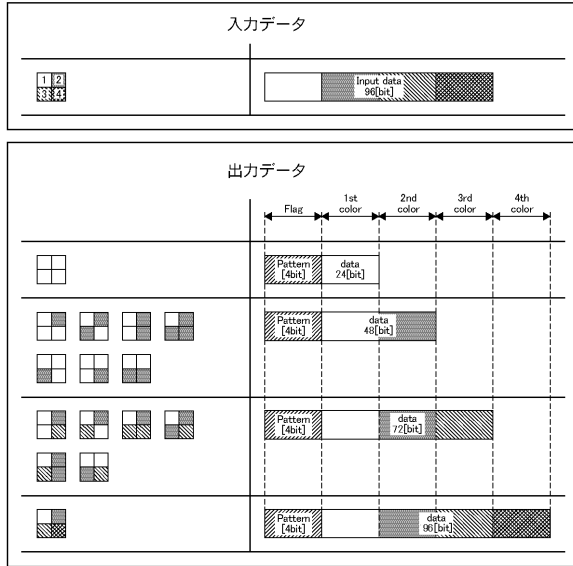 入力データ
1 2
3 4
Input data
96[bit]
出力データ
Flag
1st
color
2nd
color
3rd
color
4th
color
Pattern
[4bit]
data
24[bit]
Pattern
[4bit]
data
48[bit]
Pattern
[4bit]
data
72[bit]
Pattern
[4bit]
data
96[bit]